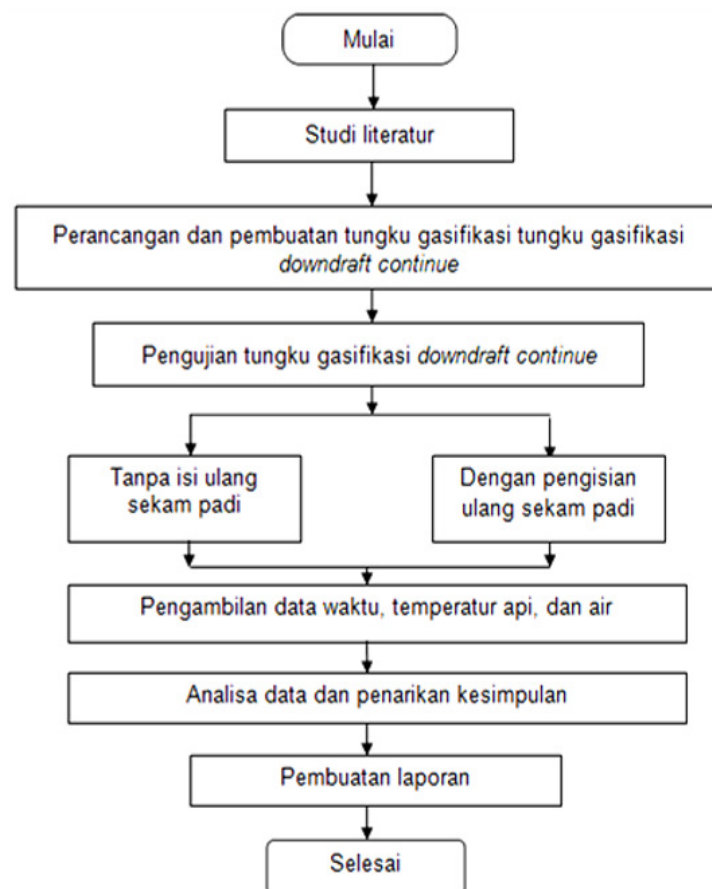 Mulai
Studi literatur
Perancangan dan pembuatan tungku gasifikasi tungku gasifikasi
downdraft continue
Pengujian tungku gasifikasi downdraft continue
Tanpa isi ulang
sekam padi
Dengan pengisian
ulang sekam padi
Pengambilan data waktu, temperatur api, dan air
Analisa data dan penarikan kesimpulan
Pembuatan laporan
Selesai